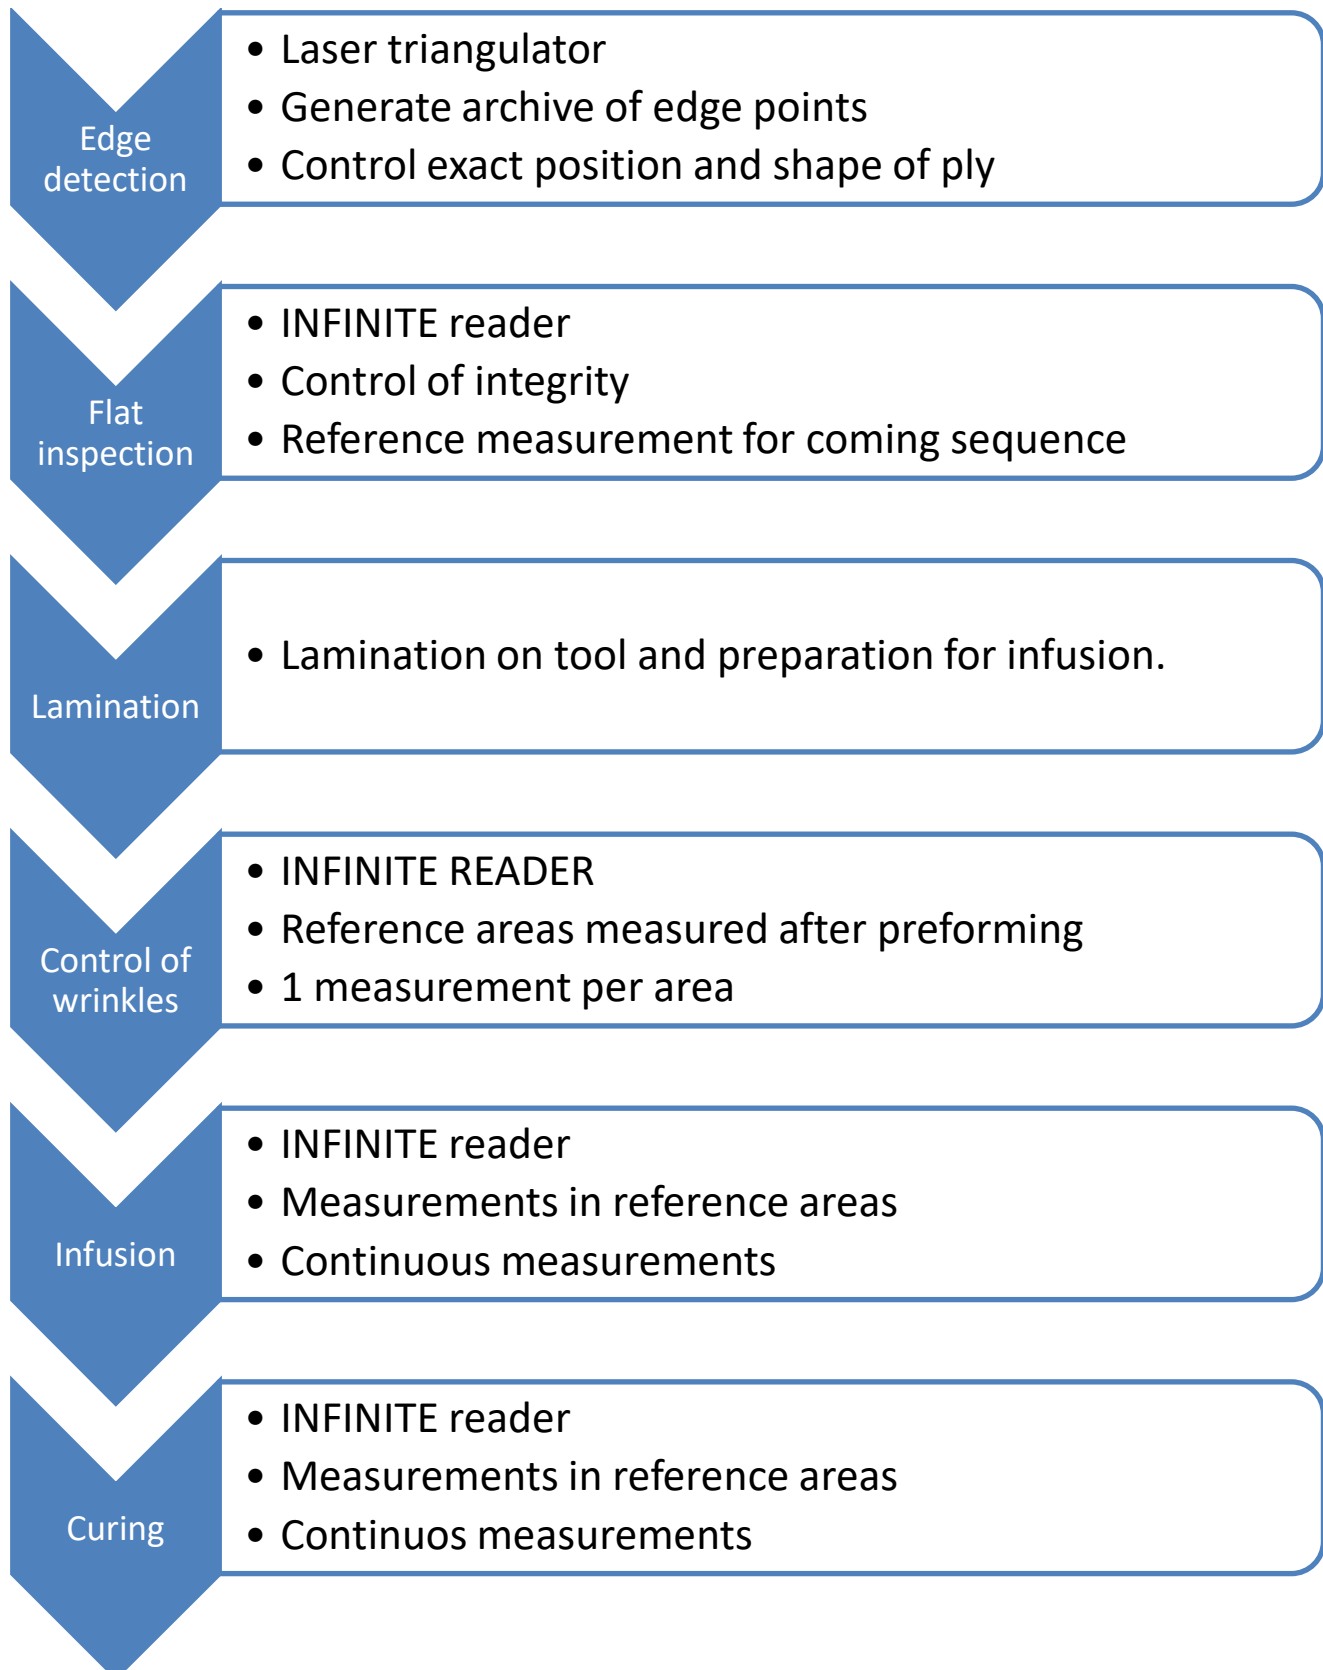 Edge
detection
• Laser triangulator
• Generate archive of edge points
• Control exact position and shape of ply
Flat
inspection
• INFINITE reader
• Control of integrity
• Reference measurement for coming sequence
Lamination
• Lamination on tool and preparation for infusion.
Control of
wrinkles
• INFINITE READER
• Reference areas measured after preforming
• 1 measurement per area
Infusion
• INFINITE reader
• Measurements in reference areas
• Continuous measurements
Curing
• INFINITE reader
• Measurements in reference areas
• Continuos measurements